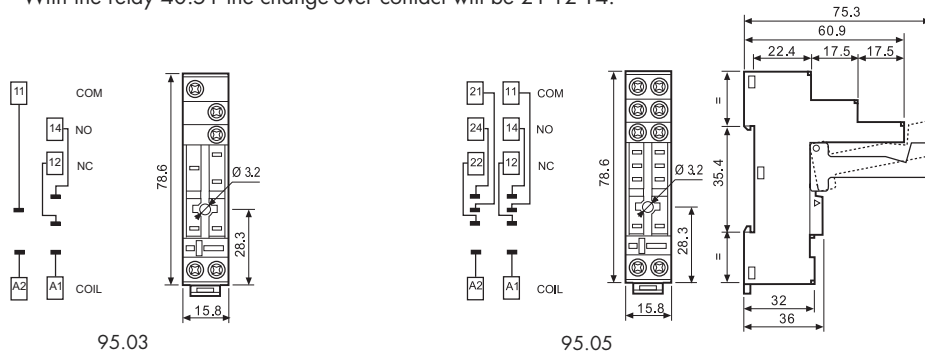 With the relay 40.31 the change over contact will be 21-12-14.
75.3
60.9
22.4 17.5 17.5
11 COM
14 NO
12 NC
78.6
Ø 3.2
28.3
A2 A1 COIL
15.8
95.03
21 11 COM
24 14 NO
22 12 NC
78.6
Ø 3.2
28.3
A2 A1 COIL
15.8
95.05
=
35.4
=
32
36